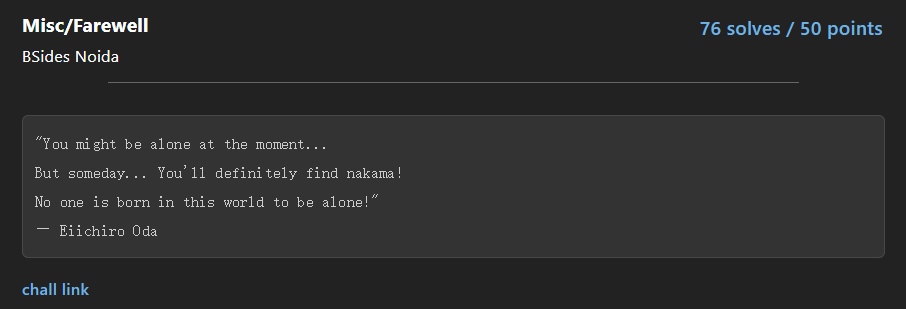 Misc/Farewell
76 solves / 50 points
BSides Noida
"You might be alone at the moment...
But someday... You'll definitely find nakama!
No one is born in this world to be alone!"
— Eiichiro Oda
chall link